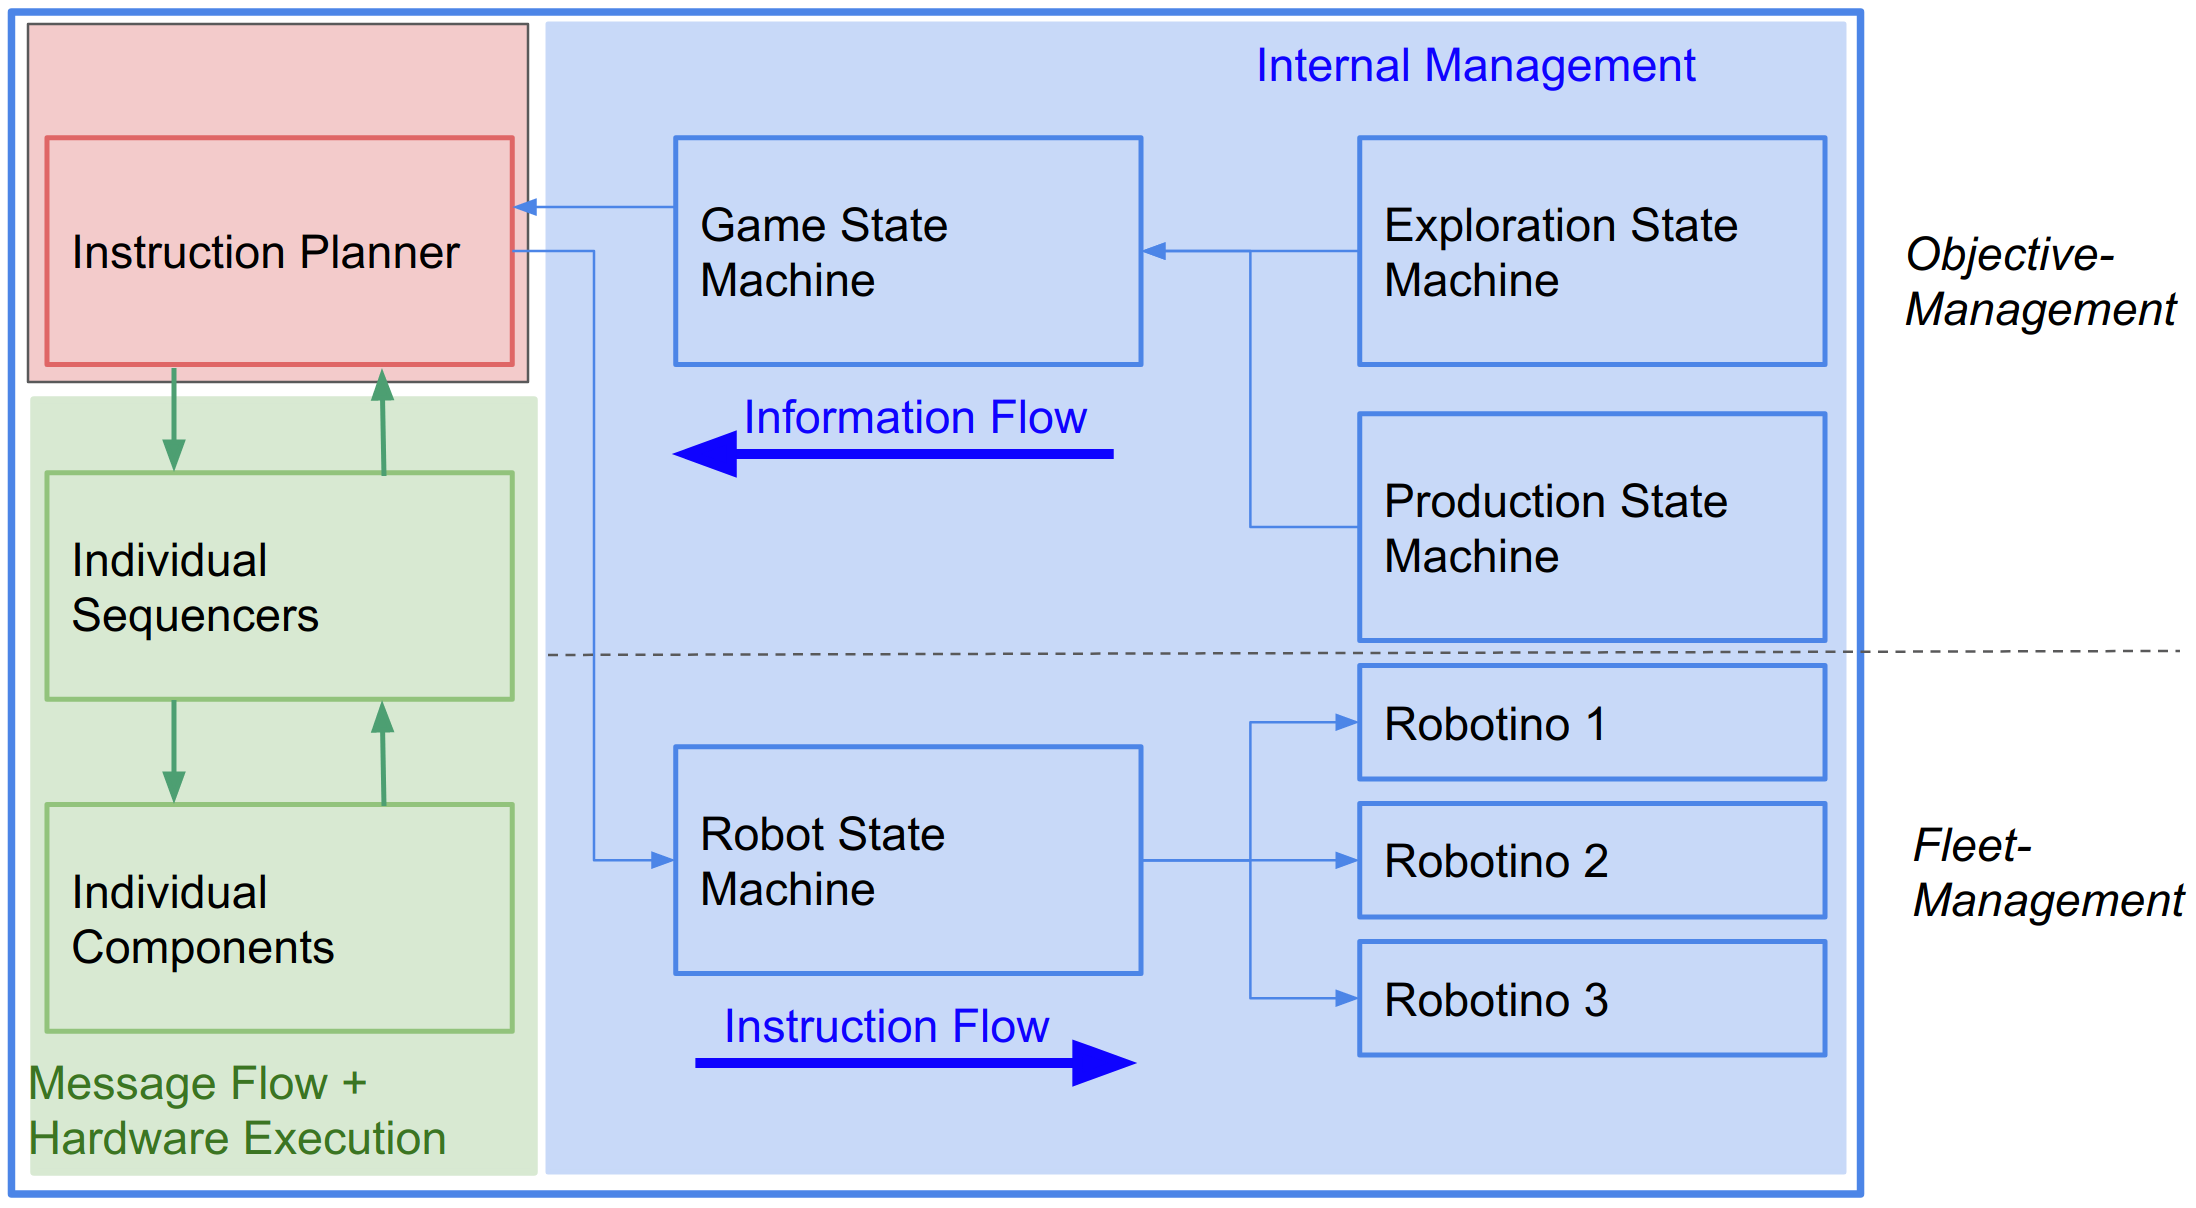 Internal Management
Instruction Planner
Game State
Machine
Exploration State
Machine
Objective-
Management
Information Flow
Production State
Machine
Individual
Sequencers
Robotino 1
Robot State
Machine
Robotino 2
Fleet-
Management
Individual
Components
Robotino 3
Instruction Flow
Message Flow +
Hardware Execution